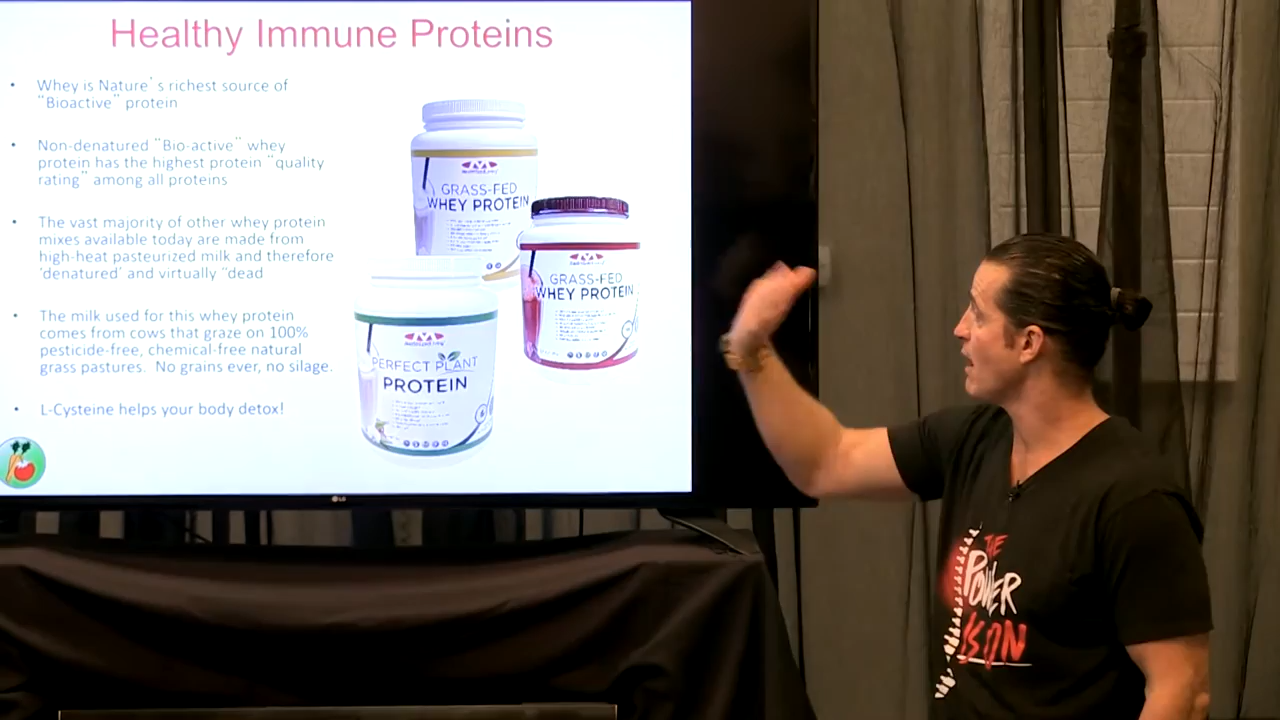 Healthy Immune Proteins
• Whey is Nature's richest source of
"Bioactive" protein
• Non-denatured "Bio-active" whey
protein has the highest protein "quality
rating" among all proteins
• The vast majority of other whey protein
mixes available today, are made from
high-heat pasteurized milk and therefore
'denatured' and virtually "dead
• The milk used for this whey protein
comes from cows that graze on 100%
pesticide-free, chemical-free natural
grass pastures. No grains ever, no silage.
• L-Cysteine helps your body detox!
GRASS-FED
WHEY PROTEIN
GRASS-FED
WHEY PROTEIN
PERFECT PLANT
PROTEIN
LG
THE
POWER
IS ON